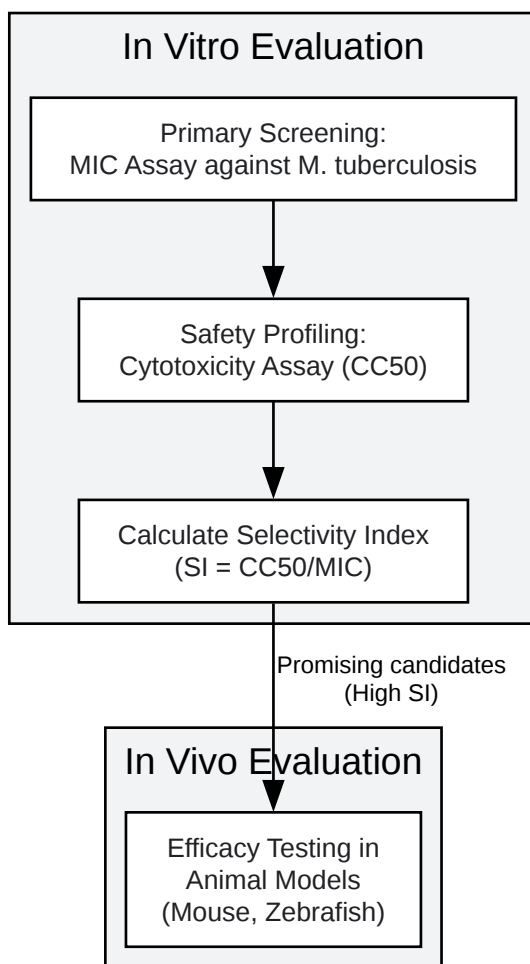 In Vitro Evaluation
Primary Screening:
MIC Assay against M. tuberculosis
Safety Profiling:
Cytotoxicity Assay (CC50)
Calculate Selectivity Index
(SI = CC50/MIC)
Promising candidates
(High SI)
In Vivo Evaluation
Efficacy Testing in
Animal Models
(Mouse, Zebrafish)